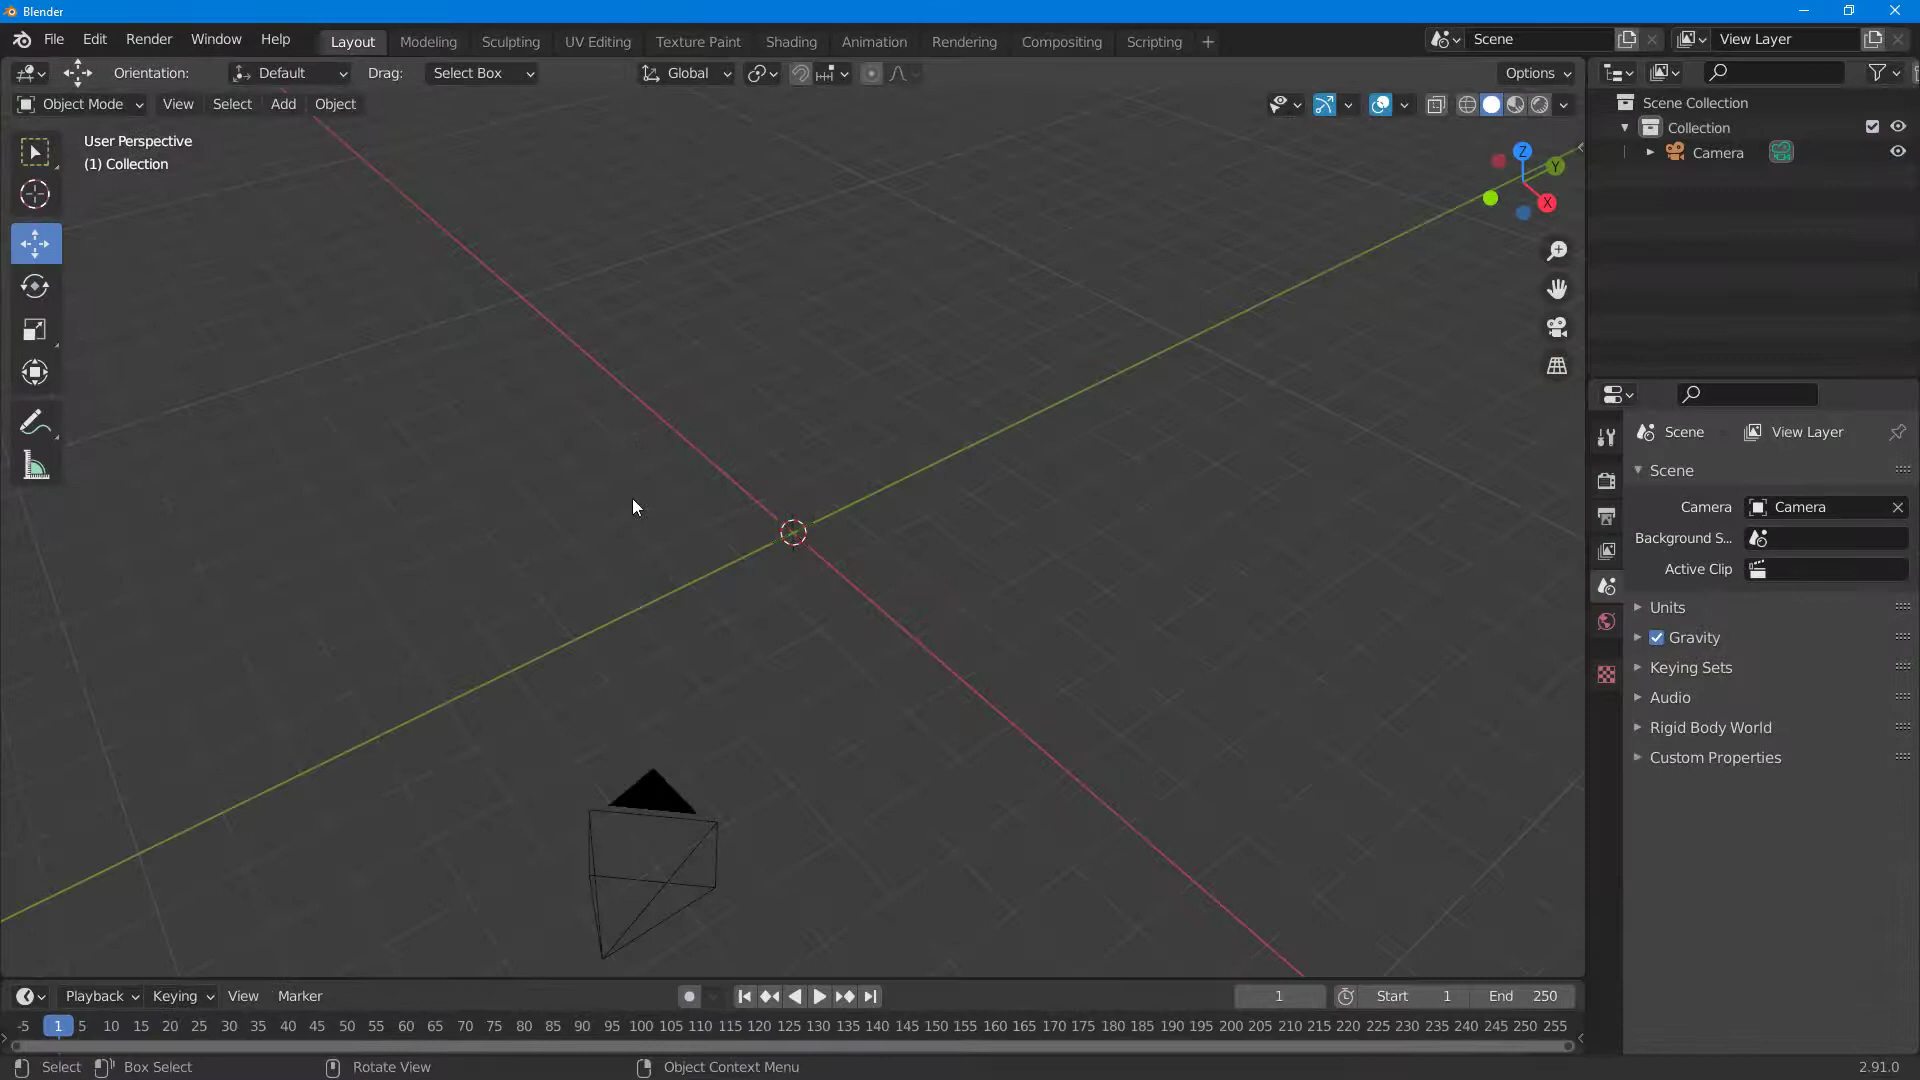 Blender
File Edit Render Window Help Layout Modeling Sculpting UV Editing Texture Paint Shading Animation Rendering Compositing Scripting + Scene View Layer
Orientation: Default Drag: Select Box Global Options
Object Mode View Select Add Object
User Perspective
(1) Collection
Z
Y
X
Scene Collection
Collection
Camera
Scene View Layer
Scene
Camera Camera
Background S...
Active Clip
Units
Gravity
Keying Sets
Audio
Rigid Body World
Custom Properties
Playback Keying View Marker 1 Start 1 End 250
-5 1 5 10 15 20 25 30 35 40 45 50 55 60 65 70 75 80 85 90 95 100 105 110 115 120 125 130 135 140 145 150 155 160 165 170 175 180 185 190 195 200 205 210 215 220 225 230 235 240 245 250 255
Select Box Select Rotate View Object Context Menu 2.91.0